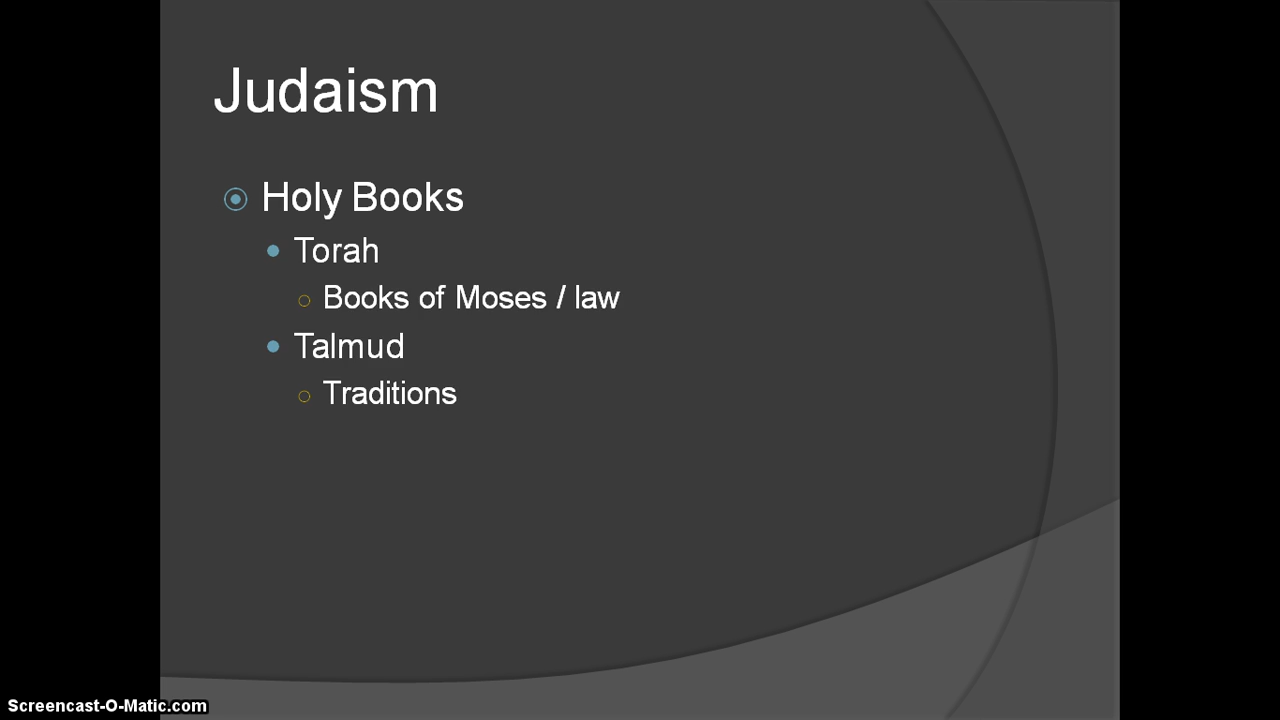 Judaism
Holy Books
Torah
Books of Moses / law
Talmud
Traditions
Screencast-O-Matic.com